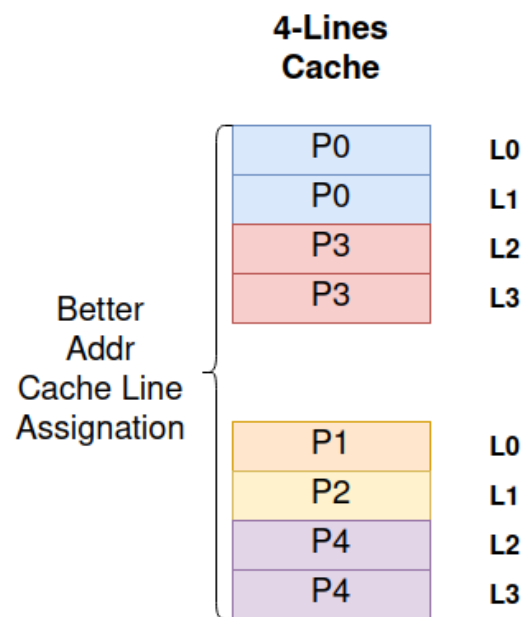 4-Lines
Cache
P0 L0
P0 L1
P3 L2
P3 L3
Better
Addr
Cache Line
Assignation
P1 L0
P2 L1
P4 L2
P4 L3